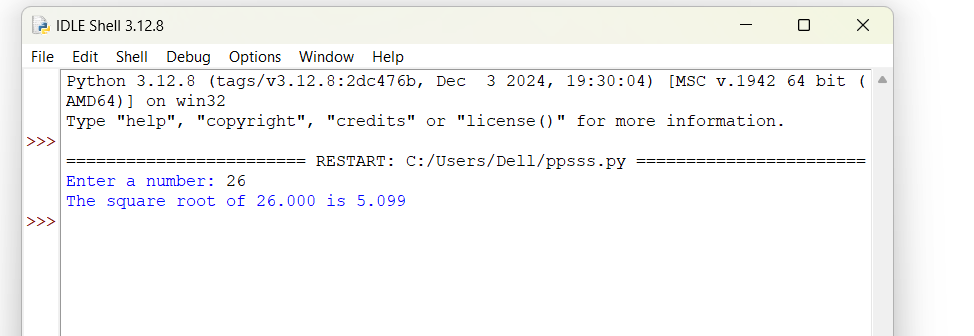 IDLE Shell 3.12.8
File Edit Shell Debug Options Window Help
Python 3.12.8 (tags/v3.12.8:2dc476b, Dec  3 2024, 19:30:04) [MSC v.1942 64 bit (
AMD64)] on win32
Type "help", "copyright", "credits" or "license()" for more information.
>>>
======================== RESTART: C:/Users/Dell/ppsss.py =======================
Enter a number: 26
The square root of 26.000 is 5.099
>>>